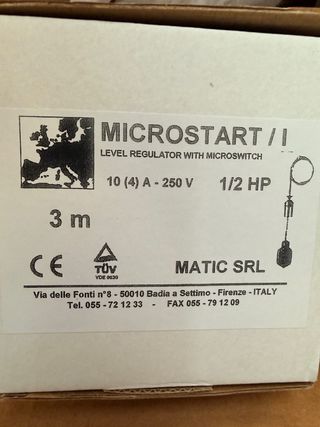 MICROSTART / I
LEVEL REGULATOR WITH MICROSWITCH
10 (4) A - 250 V 1/2 HP
3 m
CE TÜV MATIC SRL
VDE 0630
Via delle Fonti n°8 - 50010 Badia a Settimo - Firenze - ITALY
Tel. 055 - 72 12 33 - FAX 055 - 79 12 09